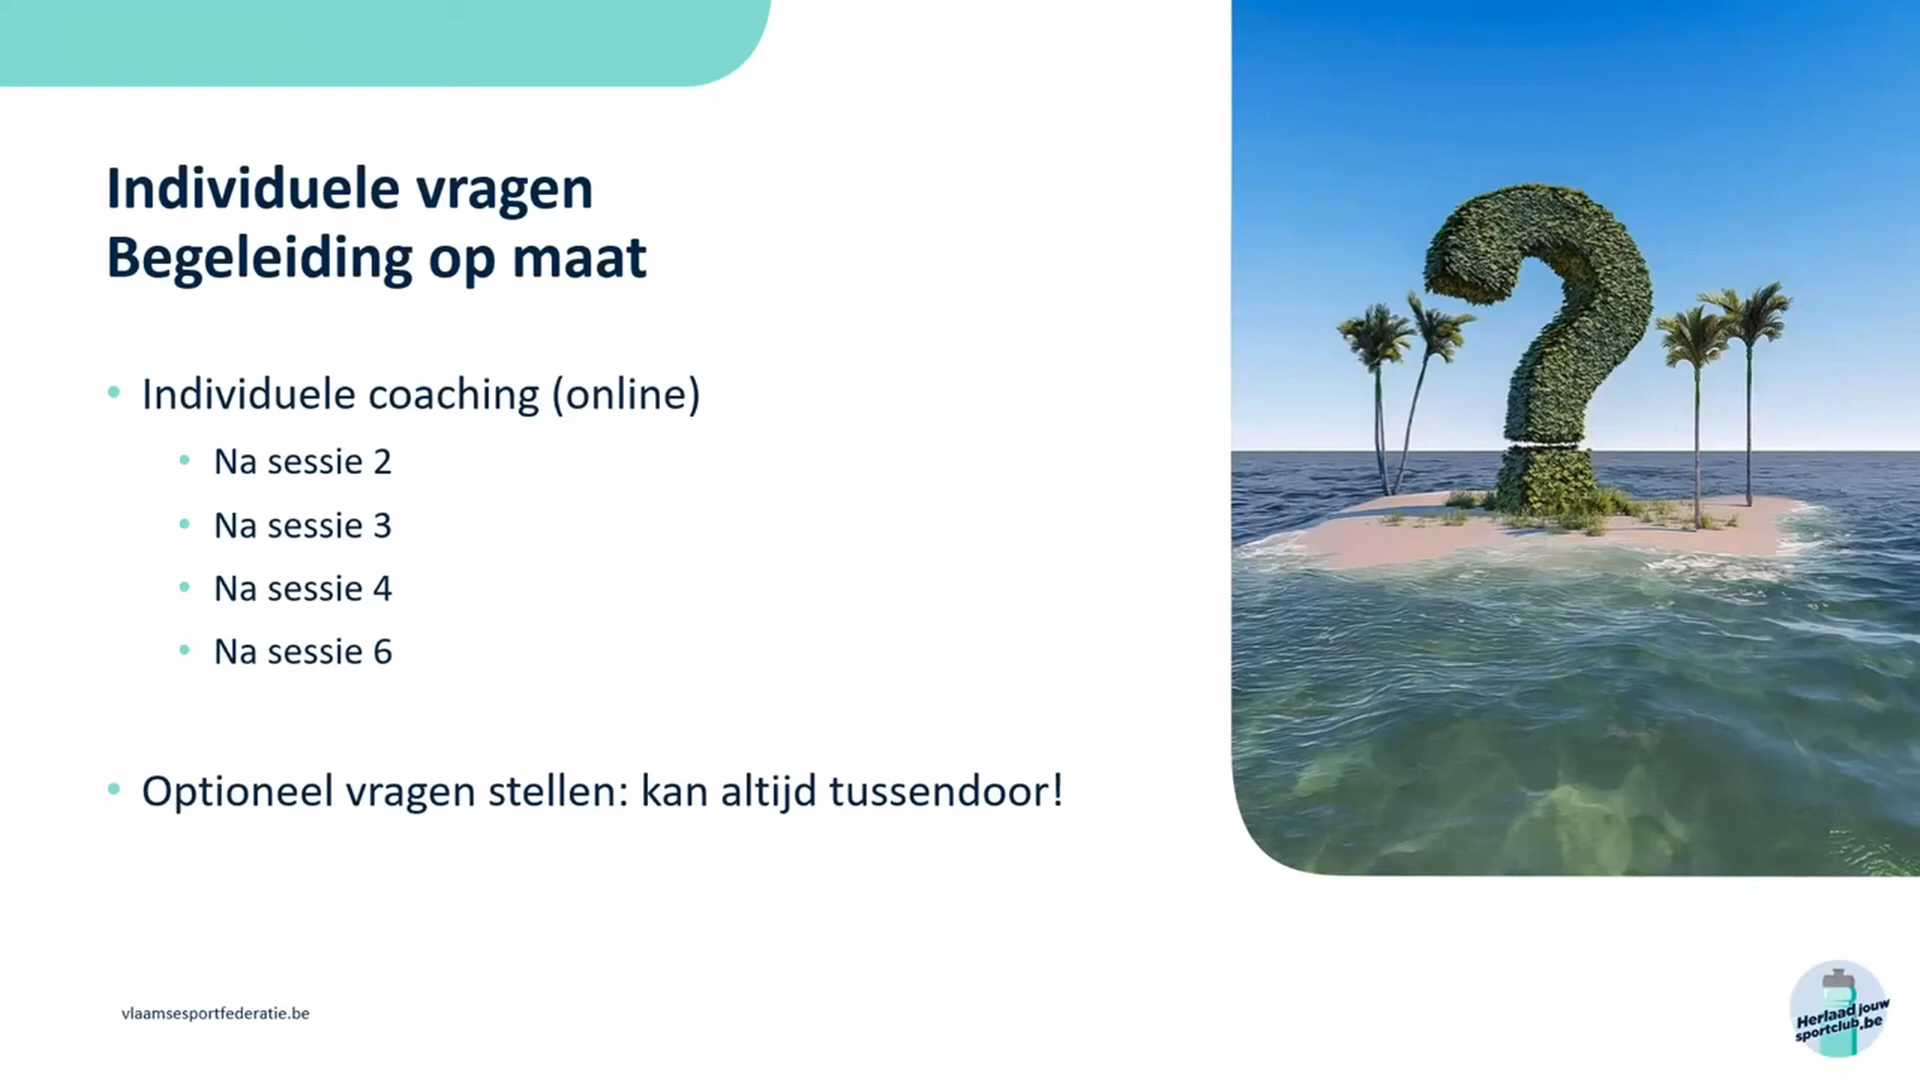 Individuele vragen
Begeleiding op maat
Individuele coaching (online)
Na sessie 2
Na sessie 3
Na sessie 4
Na sessie 6
Optioneel vragen stellen: kan altijd tussendoor!
vlaamsesportfederatie.be
Herlaad jouw
sportclub.be